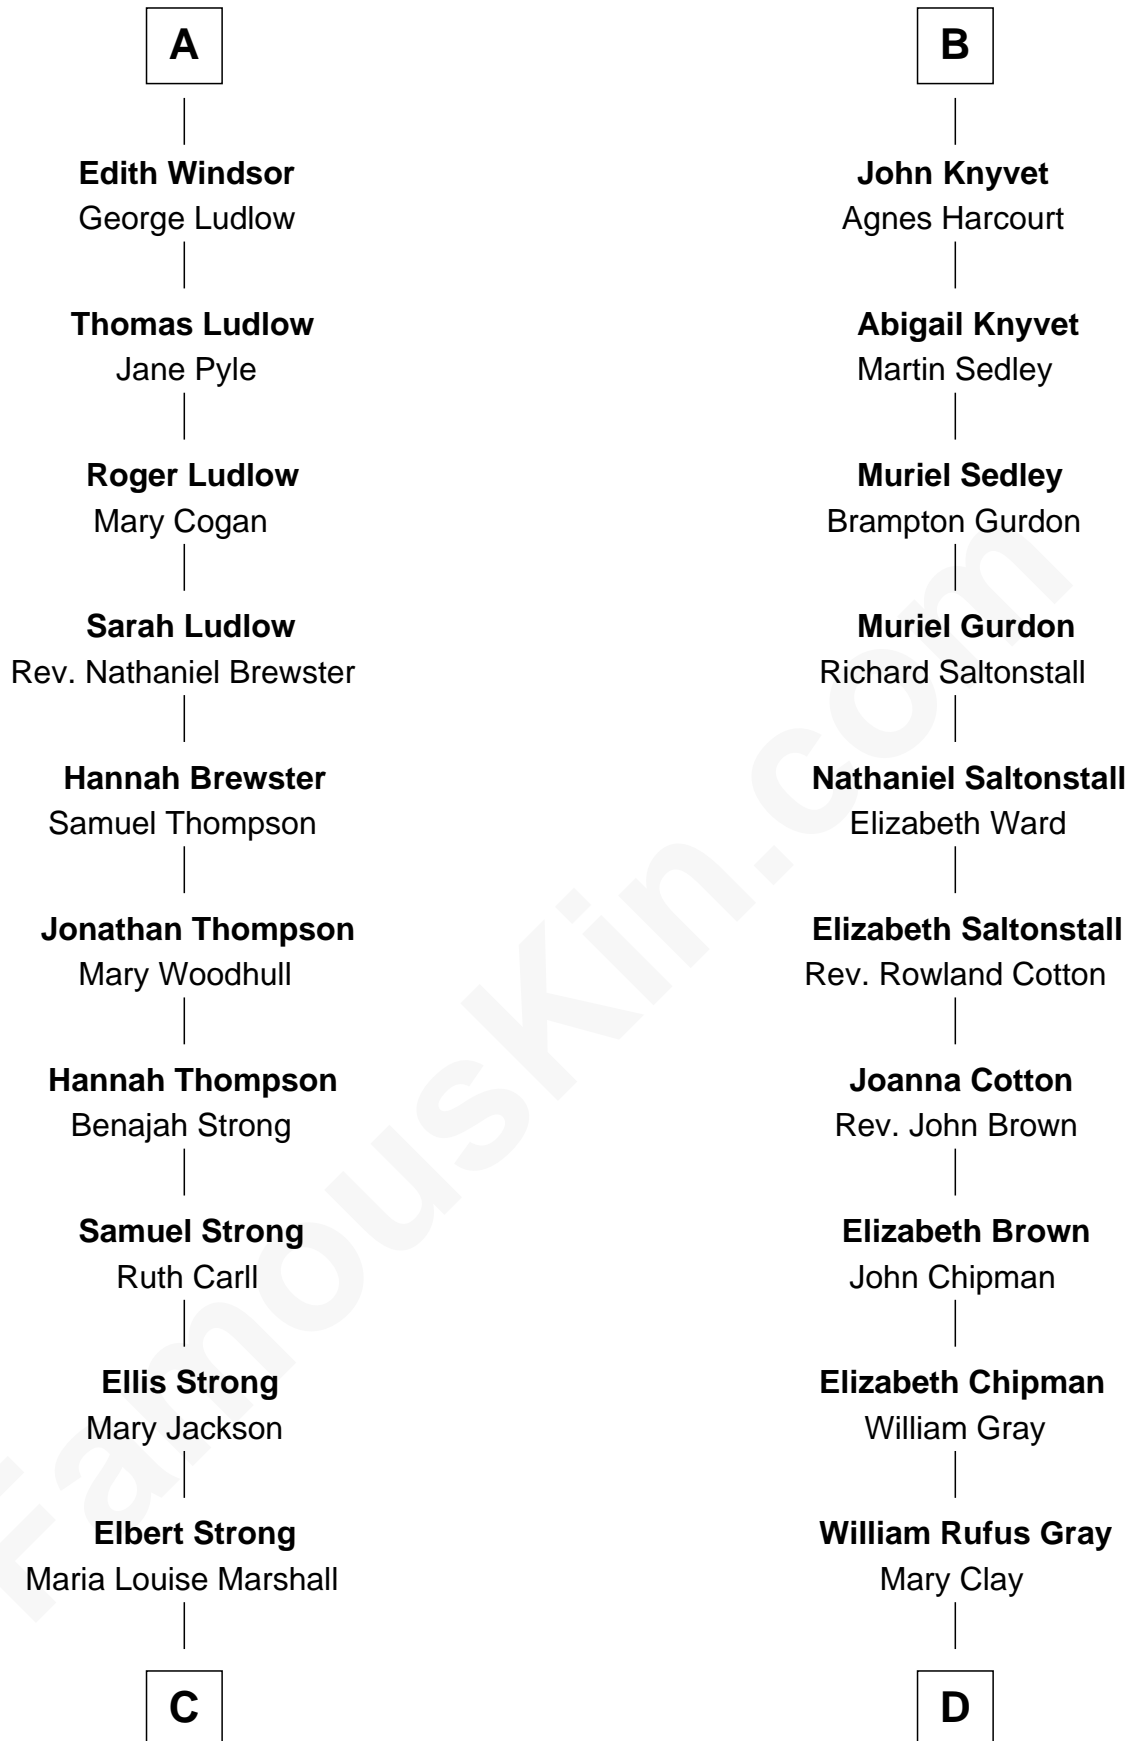 A
Edith Windsor
George Ludlow
Thomas Ludlow
Jane Pyle
Roger Ludlow
Mary Cogan
Sarah Ludlow
Rev. Nathaniel Brewster
Hannah Brewster
Samuel Thompson
Jonathan Thompson
Mary Woodhull
Hannah Thompson
Benajah Strong
Samuel Strong
Ruth Carll
Ellis Strong
Mary Jackson
Elbert Strong
Maria Louise Marshall
C
B
John Knyvet
Agnes Harcourt
Abigail Knyvet
Martin Sedley
Muriel Sedley
Brampton Gurdon
Muriel Gurdon
Richard Saltonstall
Nathaniel Saltonstall
Elizabeth Ward
Elizabeth Saltonstall
Rev. Rowland Cotton
Joanna Cotton
Rev. John Brown
Elizabeth Brown
John Chipman
Elizabeth Chipman
William Gray
William Rufus Gray
Mary Clay
D
FamousKin.com